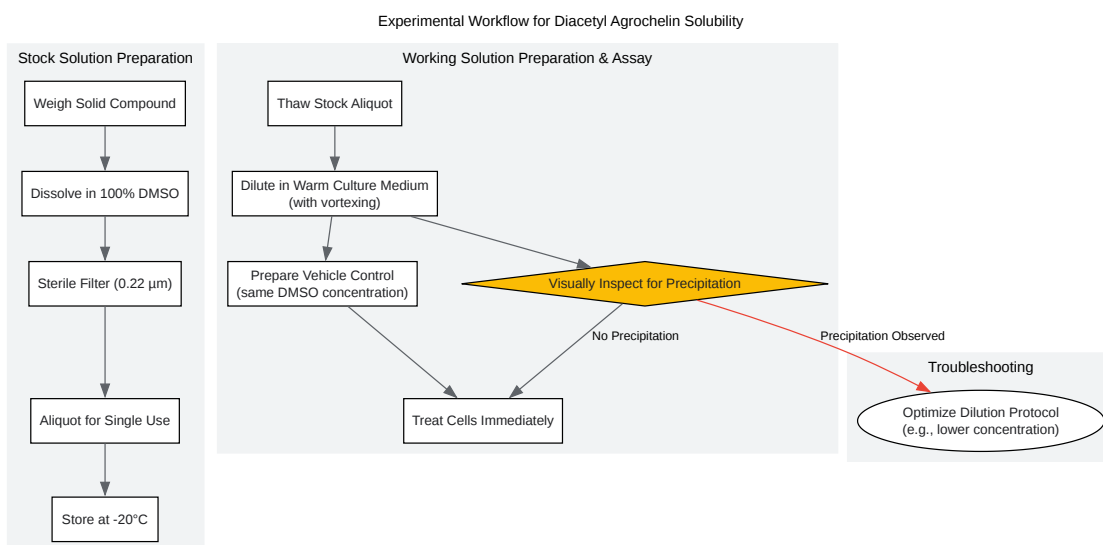 Experimental Workflow for Diacetyl Agrochelin Solubility
Stock Solution Preparation
Weigh Solid Compound
Dissolve in 100% DMSO
Sterile Filter (0.22 µm)
Aliquot for Single Use
Store at -20°C
Working Solution Preparation & Assay
Thaw Stock Aliquot
Dilute in Warm Culture Medium
(with vortexing)
Prepare Vehicle Control
(same DMSO concentration)
Visually Inspect for Precipitation
No Precipitation
Precipitation Observed
Treat Cells Immediately
Troubleshooting
Optimize Dilution Protocol
(e.g., lower concentration)